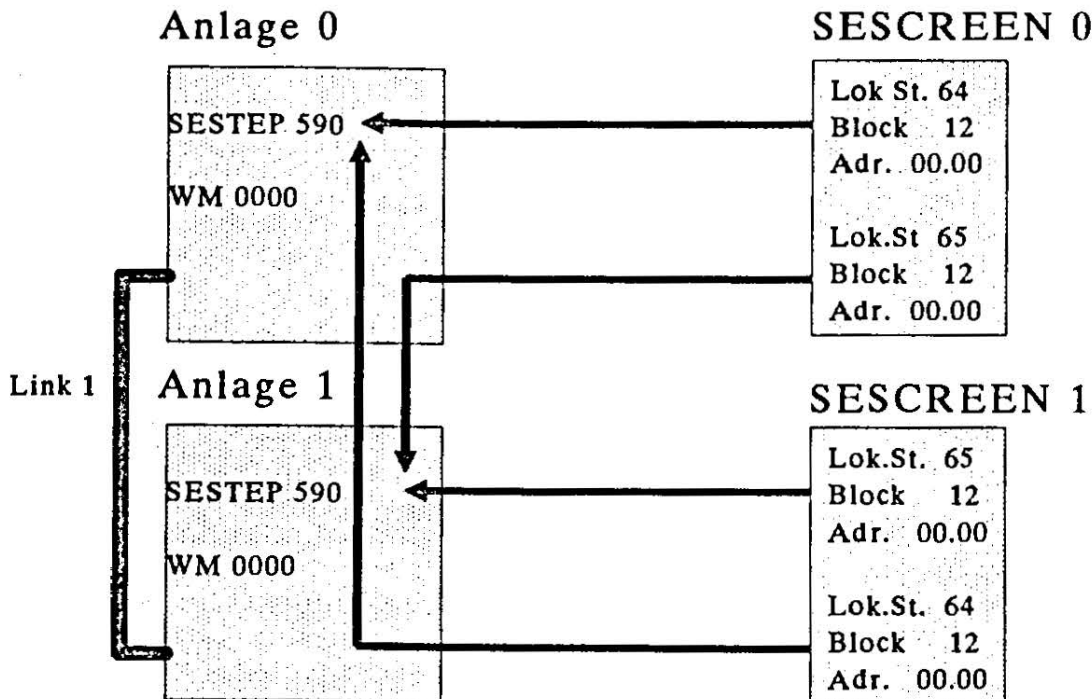 Anlage 0
SESTEP 590
WM 0000
Link 1
Anlage 1
SESTEP 590
WM 0000
SESCREEN 0
Lok St. 64
Block 12
Adr. 00.00
Lok.St 65
Block 12
Adr. 00.00
SESCREEN 1
Lok.St. 65
Block 12
Adr. 00.00
Lok.St. 64
Block 12
Adr. 00.00